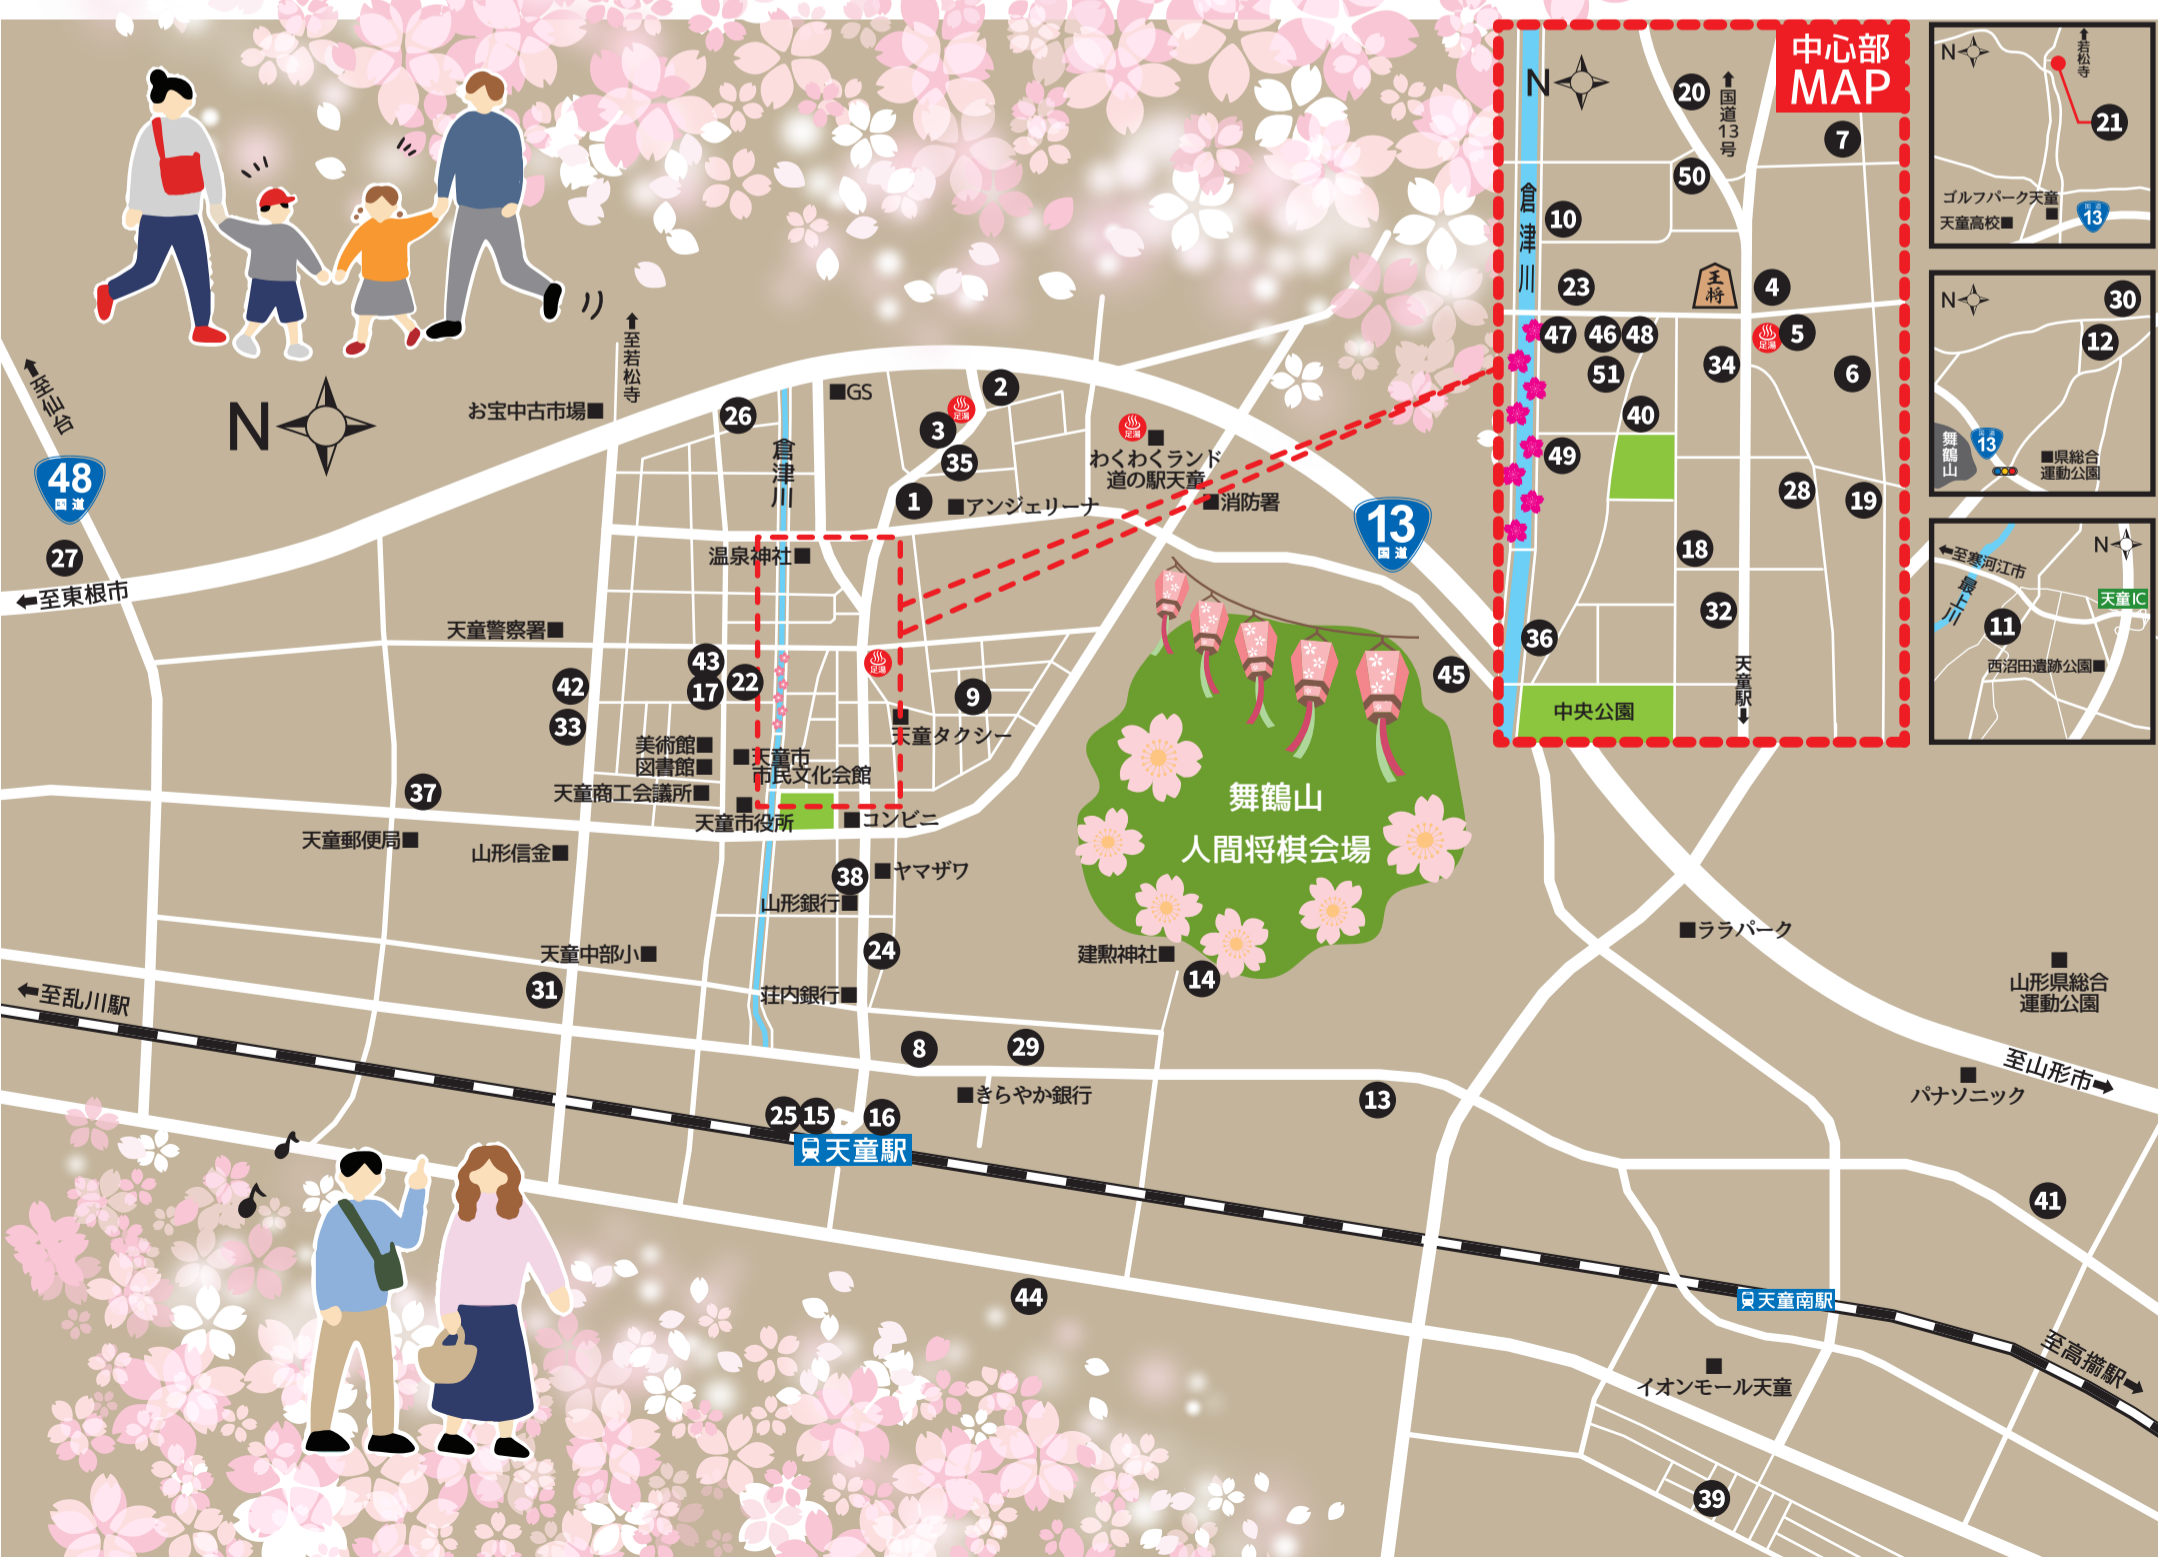 中心部
MAP
N
20
↑国道13号
7
50
倉津川
10
23
王将
4
47
46
48
足湯
5
51
34
6
40
49
28
19
18
32
36
天童駅↓
中央公園
N
↑若松寺
21
ゴルフパーク天童
天童高校■
国道
13
N
30
12
舞鶴山
国道
13
■県総合
運動公園
N
←至寒河江市
最上川
天童IC
11
西沼田遺跡公園■
↑至仙台
N
↑至若松寺
お宝中古市場■
26
■GS
2
足湯
3
35
倉津川
足湯
わくわくランド
道の駅天童
48
国道
1
■アンジェリーナ
■消防署
13
国道
27
←至東根市
温泉神社■
天童警察署■
43
42
17
22
足湯
9
45
33
天童タクシー
美術館■
図書館■
■天童市
市民文化会館
天童商工会議所■
37
天童市役所
■コンビニ
舞鶴山
人間将棋会場
天童郵便局■
山形信金■
38
■ヤマザワ
山形銀行■
天童中部小■
24
建勲神社■
14
■ララパーク
31
荘内銀行■
←至乱川駅
山形県総合
運動公園
8
29
至山形市→
■きらやか銀行
13
パナソニック
25
15
16
天童駅
41
44
天童南駅
至高擶駅→
イオンモール天童
39